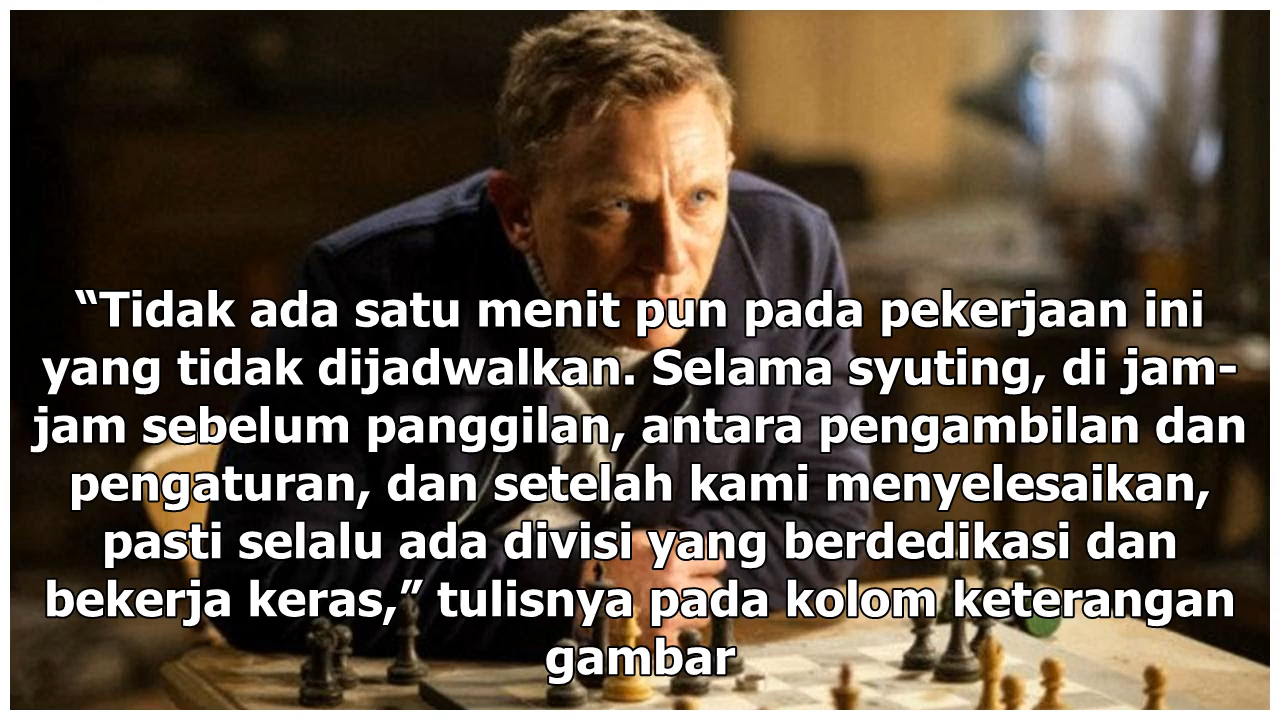 “Tidak ada satu menit pun pada pekerjaan ini
yang tidak dijadwalkan. Selama syuting, di jam-
jam sebelum panggilan, antara pengambilan dan
pengaturan, dan setelah kami menyelesaikan,
pasti selalu ada divisi yang berdedikasi dan
bekerja keras,” tulisnya pada kolom keterangan
gambar